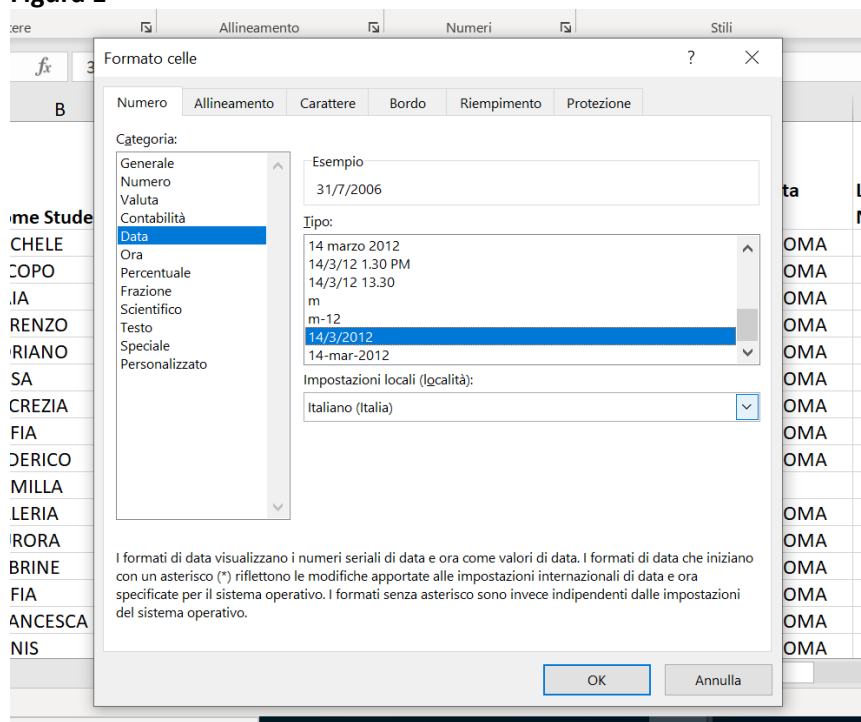 Allineamento Numeri Stili
Formato celle ?
fx 3
B
Numero Allineamento Carattere Bordo Riempimento Protezione
Categoria:
Generale
Numero
Valuta
Contabilità
Data
Ora
Percentuale
Frazione
Scientifico
Testo
Speciale
Personalizzato
Esempio
31/7/2006
Tipo:
14 marzo 2012
14/3/12 1.30 PM
14/3/12 13.30
m
m-12
14/3/2012
14-mar-2012
Impostazioni locali (località):
Italiano (Italia)
I formati di data visualizzano i numeri seriali di data e ora come valori di data. I formati di data che iniziano
con un asterisco (*) riflettono le modifiche apportate alle impostazioni internazionali di data e ora
specificate per il sistema operativo. I formati senza asterisco sono invece indipendenti dalle impostazioni
del sistema operativo.
OK Annulla
ome Stude ta
CHELE OMA
COPO OMA
IA OMA
RENZO OMA
RIANO OMA
SA OMA
CREZIA OMA
FIA OMA
DERICO OMA
MILLA
LERIA OMA
RORA OMA
BRINE OMA
FIA OMA
ANCESCA OMA
NIS OMA